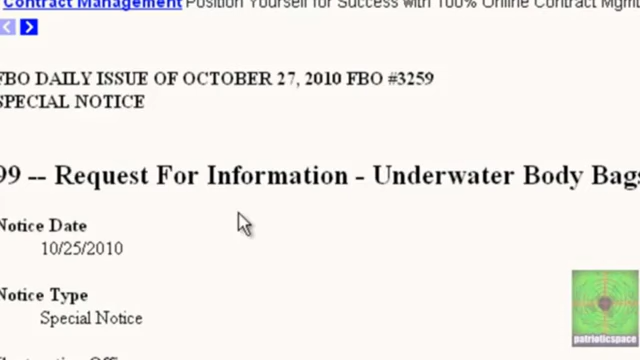 Contract Management Position Yourself for Success with 100% Online Contract Mgmt
FBO DAILY ISSUE OF OCTOBER 27, 2010 FBO #3259
SPECIAL NOTICE
99 -- Request For Information - Underwater Body Bags
Notice Date
10/25/2010
Notice Type
Special Notice
patrioticspace